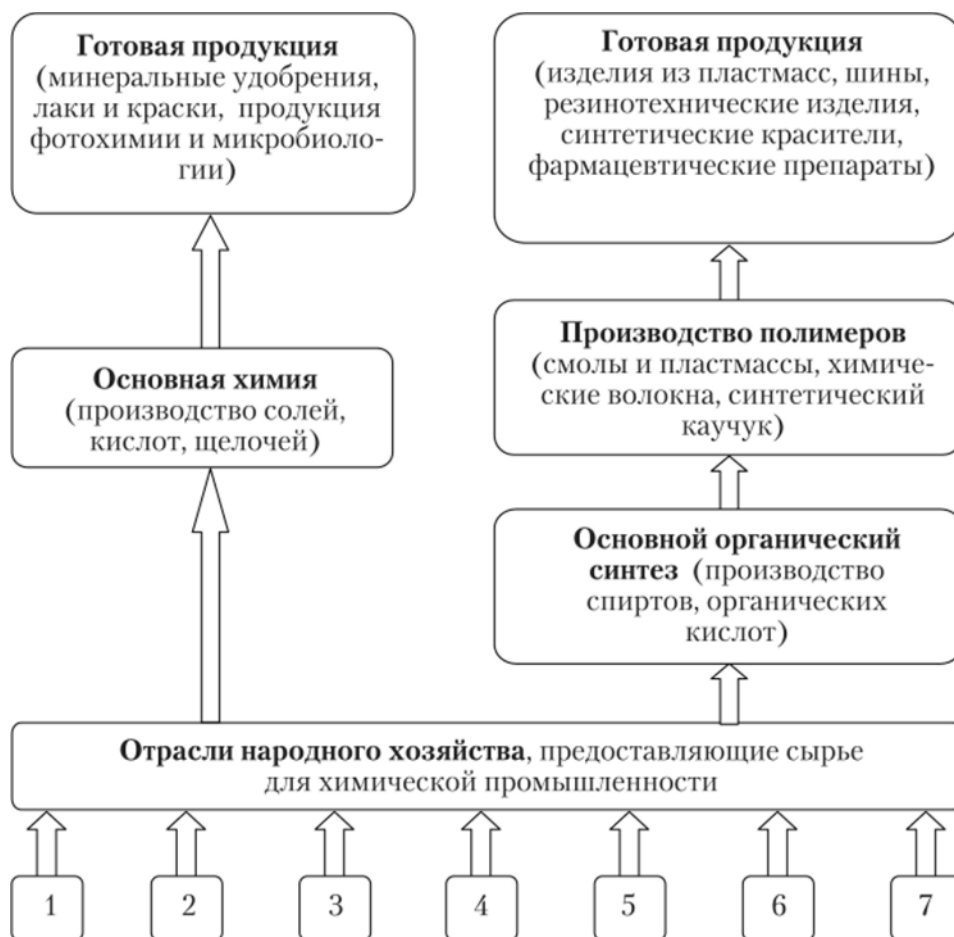 Готовая продукция
(минеральные удобрения,
лаки и краски, продукция
фотохимии и микробиоло-
гии)
Готовая продукция
(изделия из пластмасс, шины,
резинотехнические изделия,
синтетические красители,
фармацевтические препараты)
Основная химия
(производство солей,
кислот, щелочей)
Производство полимеров
(смолы и пластмассы, химиче-
ские волокна, синтетический
каучук)
Основной органический
синтез (производство
спиртов, органических
кислот)
Отрасли народного хозяйства, предоставляющие сырье
для химической промышленности
1
2
3
4
5
6
7